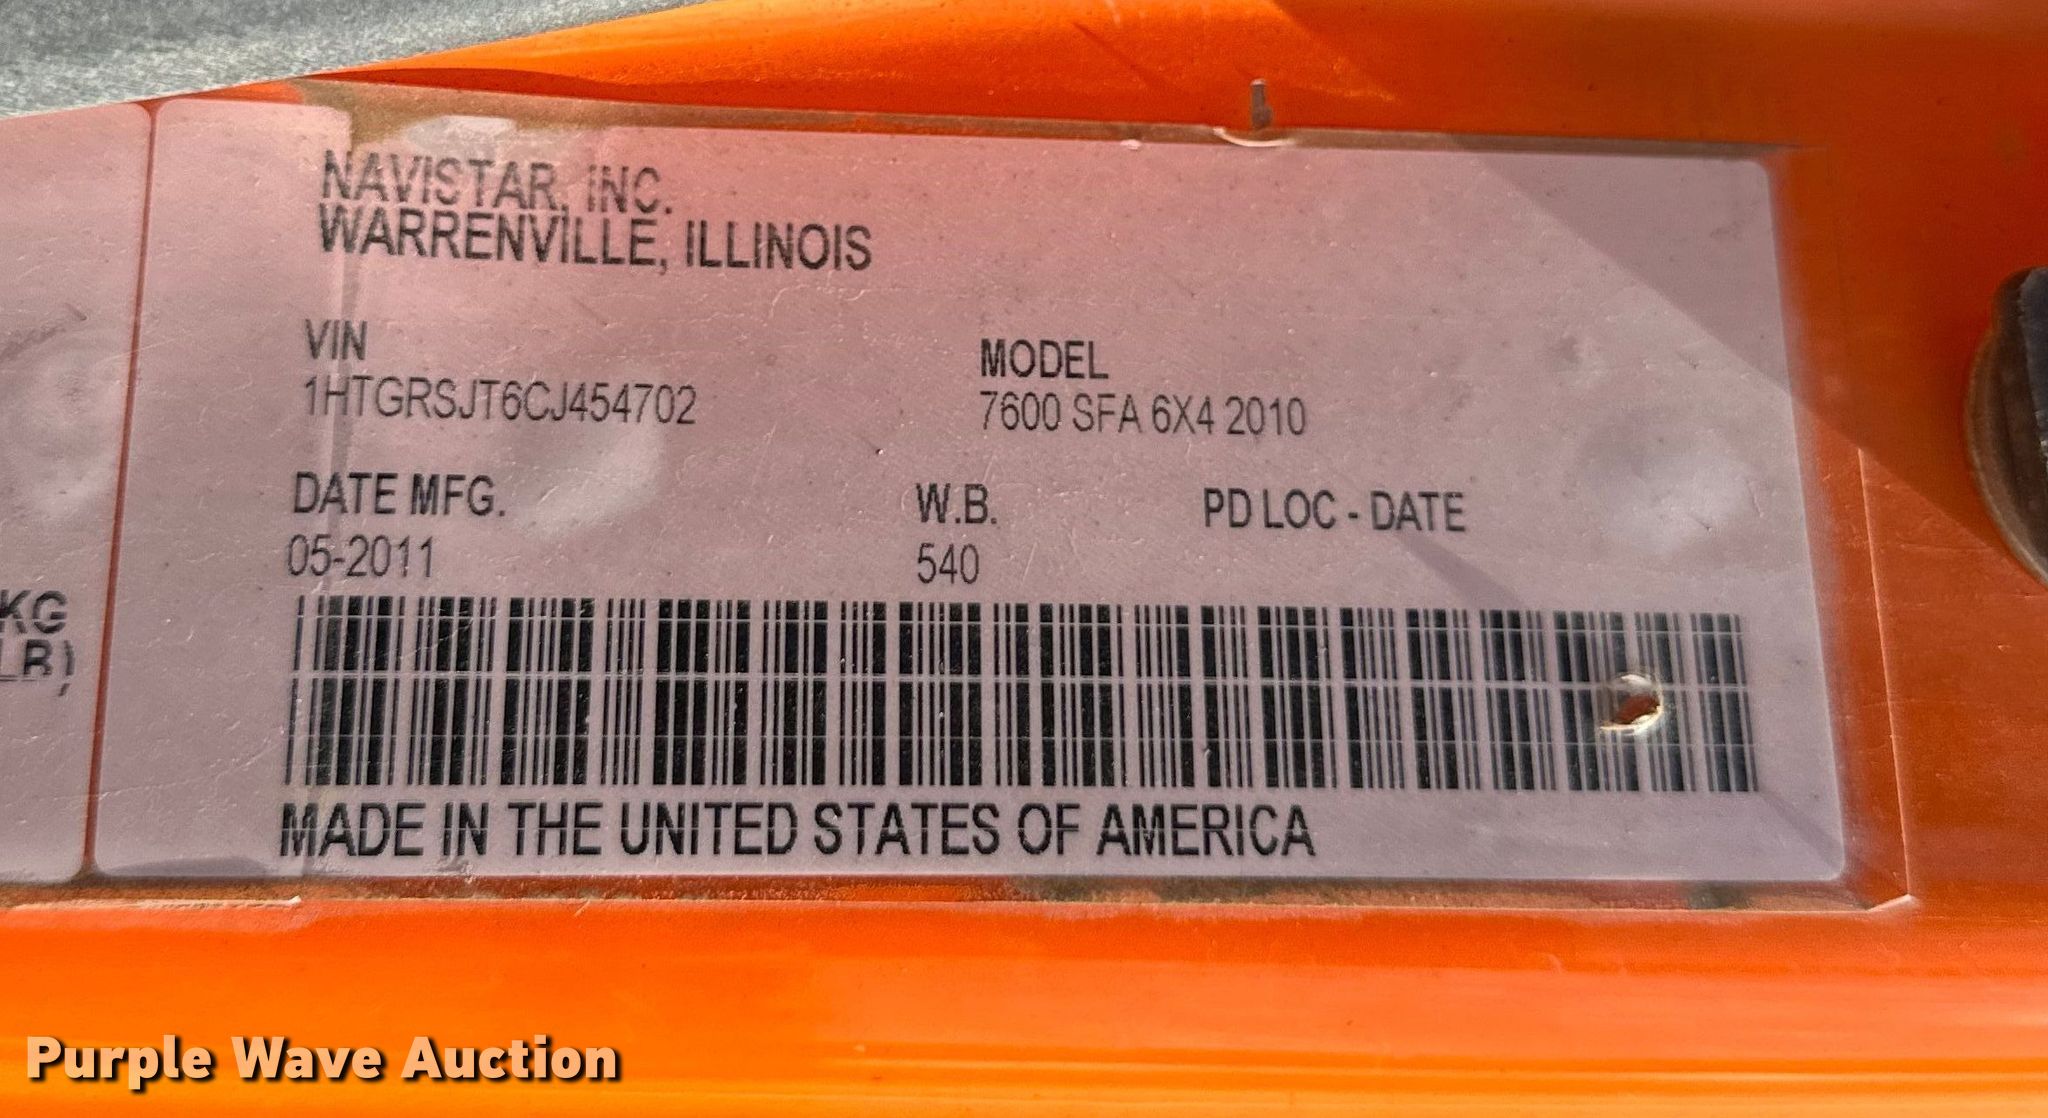 NAVISTAR, INC.
WARRENVILLE, ILLINOIS
VIN
1HTGRSJT6CJ454702
MODEL
7600 SFA 6X4 2010
DATE MFG.
05-2011
W.B.
540
PD LOC - DATE
KG
LB)
MADE IN THE UNITED STATES OF AMERICA
Purple Wave Auction